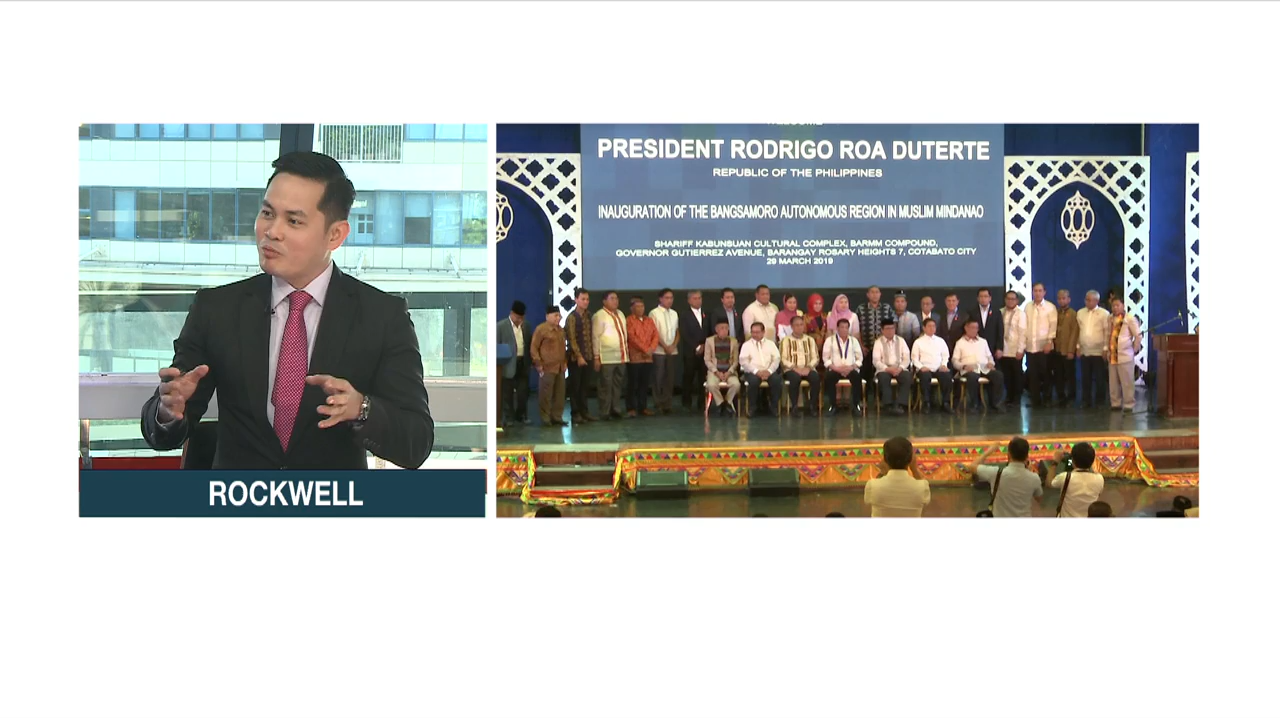 ROCKWELL
PRESIDENT RODRIGO ROA DUTERTE
REPUBLIC OF THE PHILIPPINES
INAUGURATION OF THE BANGSAMORO AUTONOMOUS REGION IN MUSLIM MINDANAO
SHARIFF KABUNSUAN CULTURAL COMPLEX, BARMM COMPOUND,
GOVERNOR GUTIERREZ AVENUE, BARANGAY ROSARY HEIGHTS 7, COTABATO CITY
29 MARCH 2019